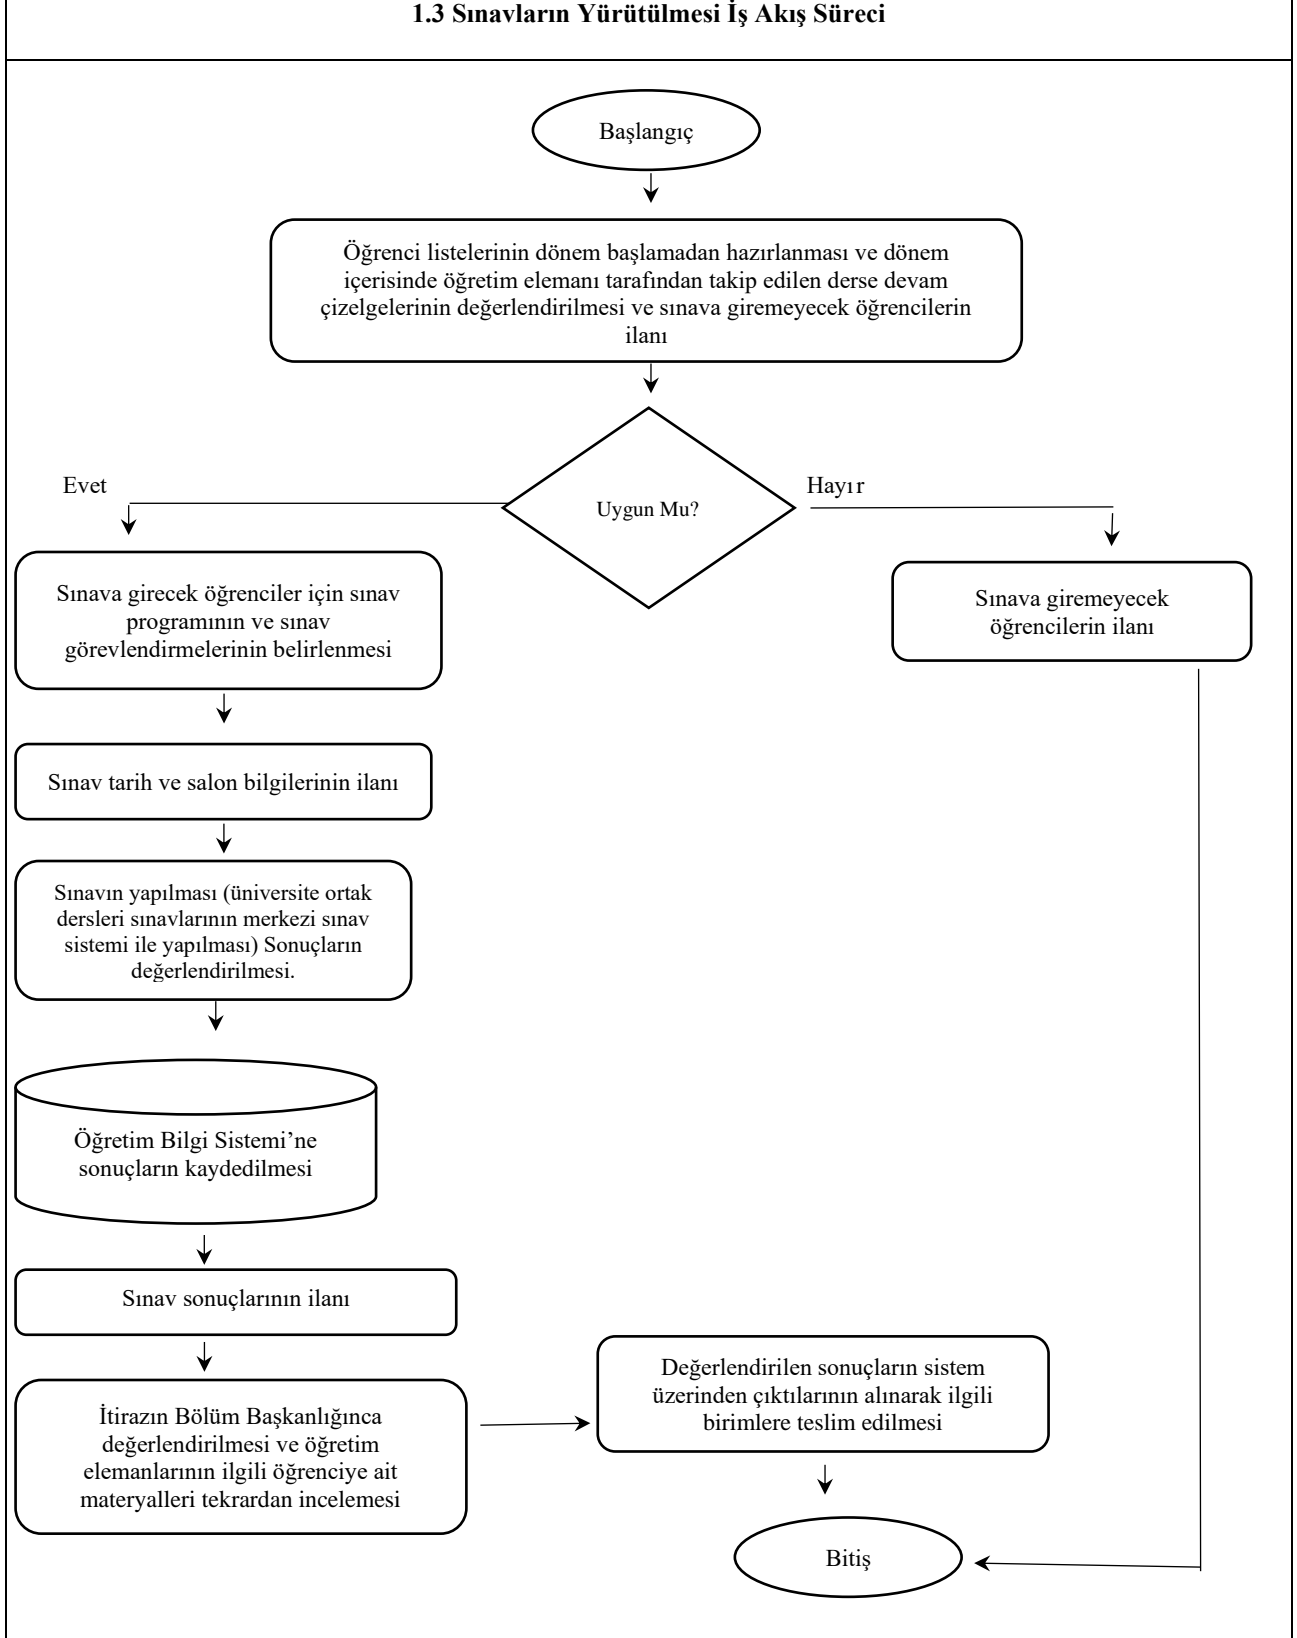 1.3 Sınavların Yürütülmesi İş Akış Süreci
Başlangıç
Öğrenci listelerinin dönem başlamadan hazırlanması ve dönem
içerisinde öğretim elemanı tarafından takip edilen derse devam
çizelgelerinin değerlendirilmesi ve sınava giremeyecek öğrencilerin
ilanı
Uygun Mu?
Evet
Hayır
Sınava girecek öğrenciler için sınav
programının ve sınav
görevlendirmelerinin belirlenmesi
Sınava giremeyecek
öğrencilerin ilanı
Sınav tarih ve salon bilgilerinin ilanı
Sınavın yapılması (üniversite ortak
dersleri sınavlarının merkezi sınav
sistemi ile yapılması) Sonuçların
değerlendirilmesi.
Öğretim Bilgi Sistemi’ne
sonuçların kaydedilmesi
Sınav sonuçlarının ilanı
İtirazın Bölüm Başkanlığınca
değerlendirilmesi ve öğretim
elemanlarının ilgili öğrenciye ait
materyalleri tekrardan incelemesi
Değerlendirilen sonuçların sistem
üzerinden çıktılarının alınarak ilgili
birimlere teslim edilmesi
Bitiş